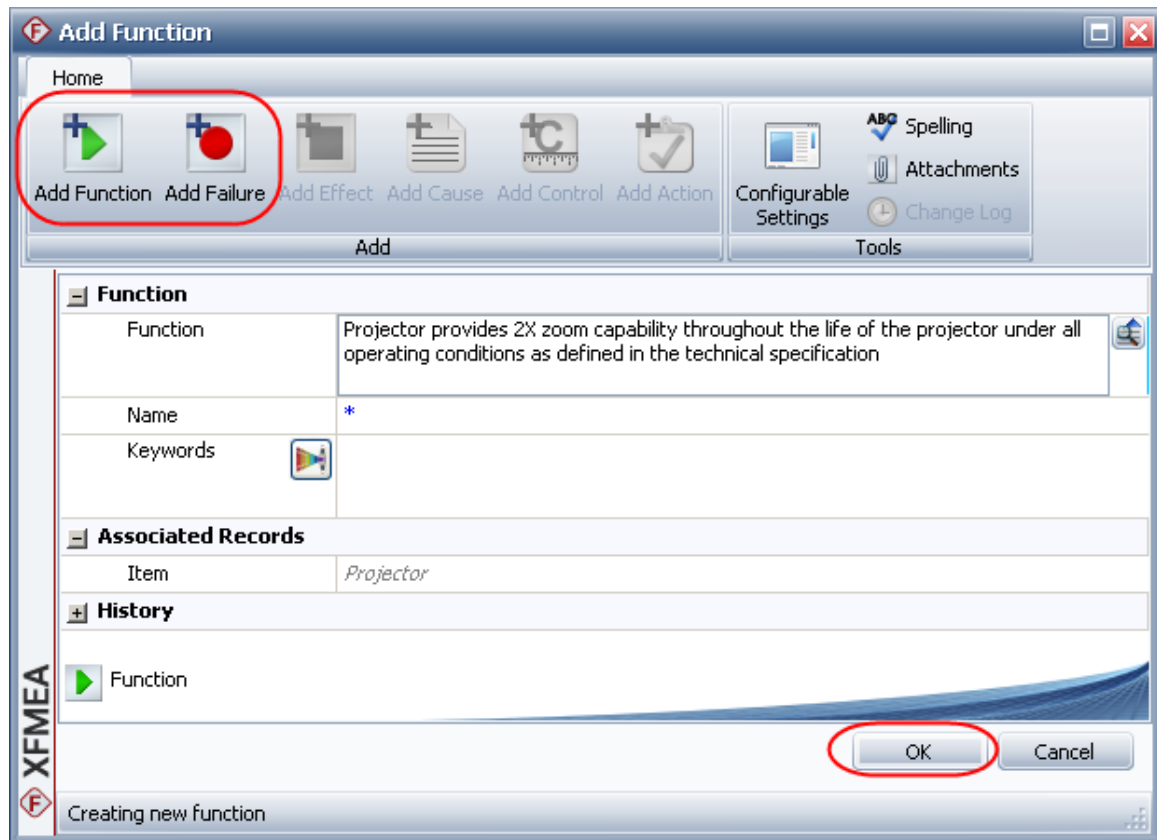 Add Function
Home
Add Function Add Failure Add Effect Add Cause Add Control Add Action
Configurable Settings
ABC Spelling
Attachments
Change Log
Add
Tools
Function
Function
Projector provides 2X zoom capability throughout the life of the projector under all
operating conditions as defined in the technical specification
Name *
Keywords
Associated Records
Item Projector
History
Function
XFMEA
OK Cancel
Creating new function